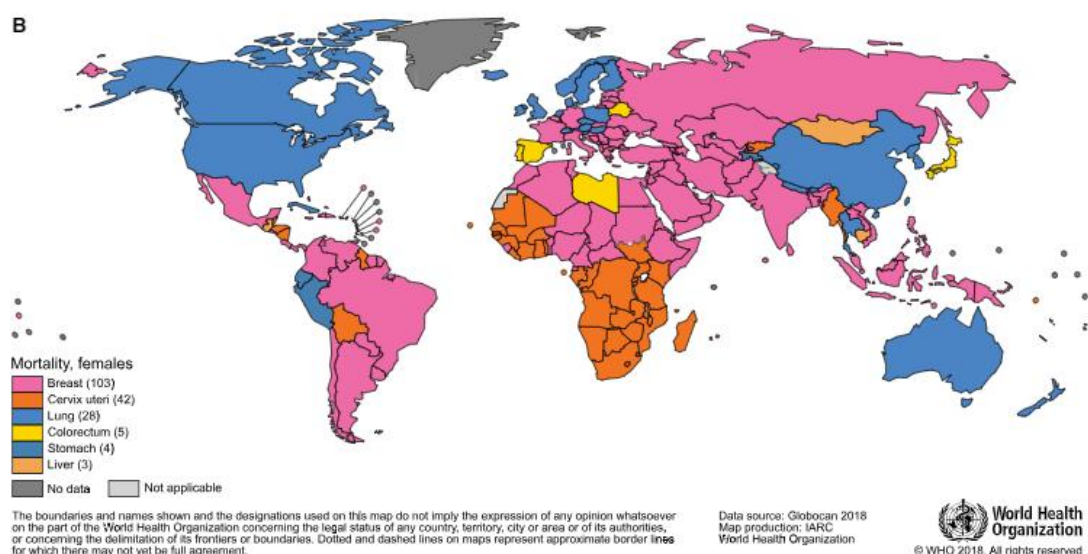 B
Mortality, females
Breast (103)
Cervix uteri (42)
Lung (28)
Colorectum (5)
Stomach (4)
Liver (3)
No data
Not applicable
The boundaries and names shown and the designations used on this map do not imply the expression of any opinion whatsoever
on the part of the World Health Organization concerning the legal status of any country, territory, city or area or of its authorities,
or concerning the delimitation of its frontiers or boundaries. Dotted and dashed lines on maps represent approximate border lines
for which there may not yet be full agreement.
Data source: Globocan 2018
Map production: IARC
World Health Organization
World Health
Organization
© WHO 2018. All rights reserved